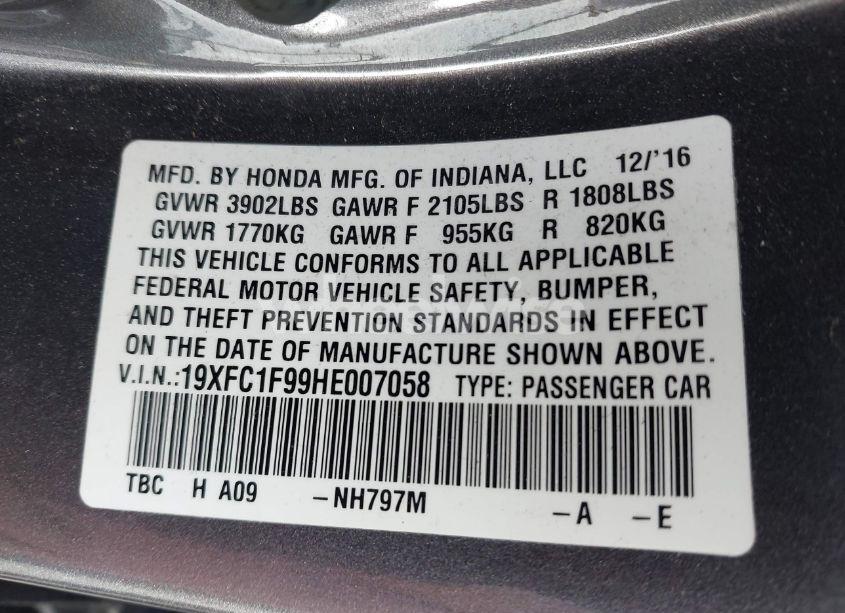 MFD. BY HONDA MFG. OF INDIANA, LLC 12/'16
GVWR 3902LBS GAWR F 2105LBS R 1808LBS
GVWR 1770KG GAWR F 955KG R 820KG
THIS VEHICLE CONFORMS TO ALL APPLICABLE
FEDERAL MOTOR VEHICLE SAFETY, BUMPER,
AND THEFT PREVENTION STANDARDS IN EFFECT
ON THE DATE OF MANUFACTURE SHOWN ABOVE.
V.I.N.:19XFC1F99HE007058 TYPE: PASSENGER CAR
TBC H A09 -NH797M -A -E